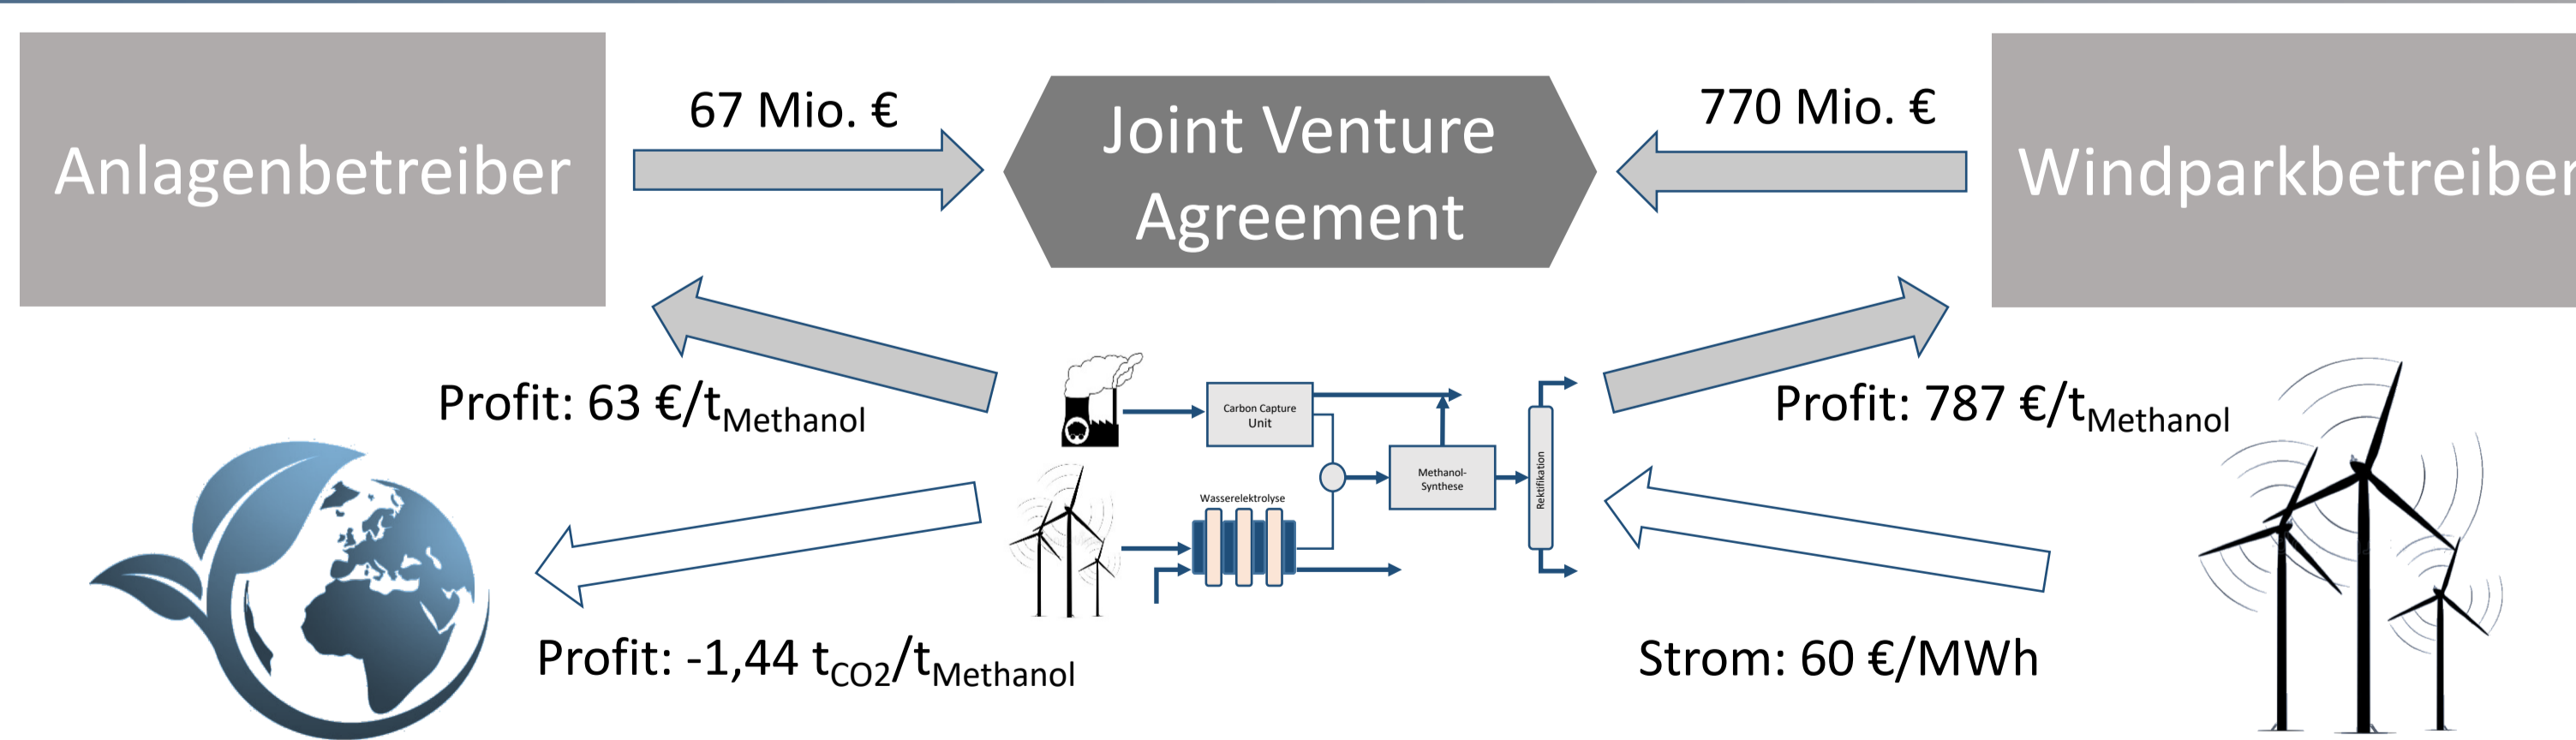 67 Mio. €
770 Mio. €
Anlagenbetreiber
Joint Venture
Agreement
Windparkbetreiber
Profit: 63 €/tMethanol
Profit: 787 €/tMethanol
Carbon Capture
Unit
Methanol-
Synthese
Rektifikation
Wasserelektrolyse
Profit: -1,44 tCO2/tMethanol
Strom: 60 €/MWh